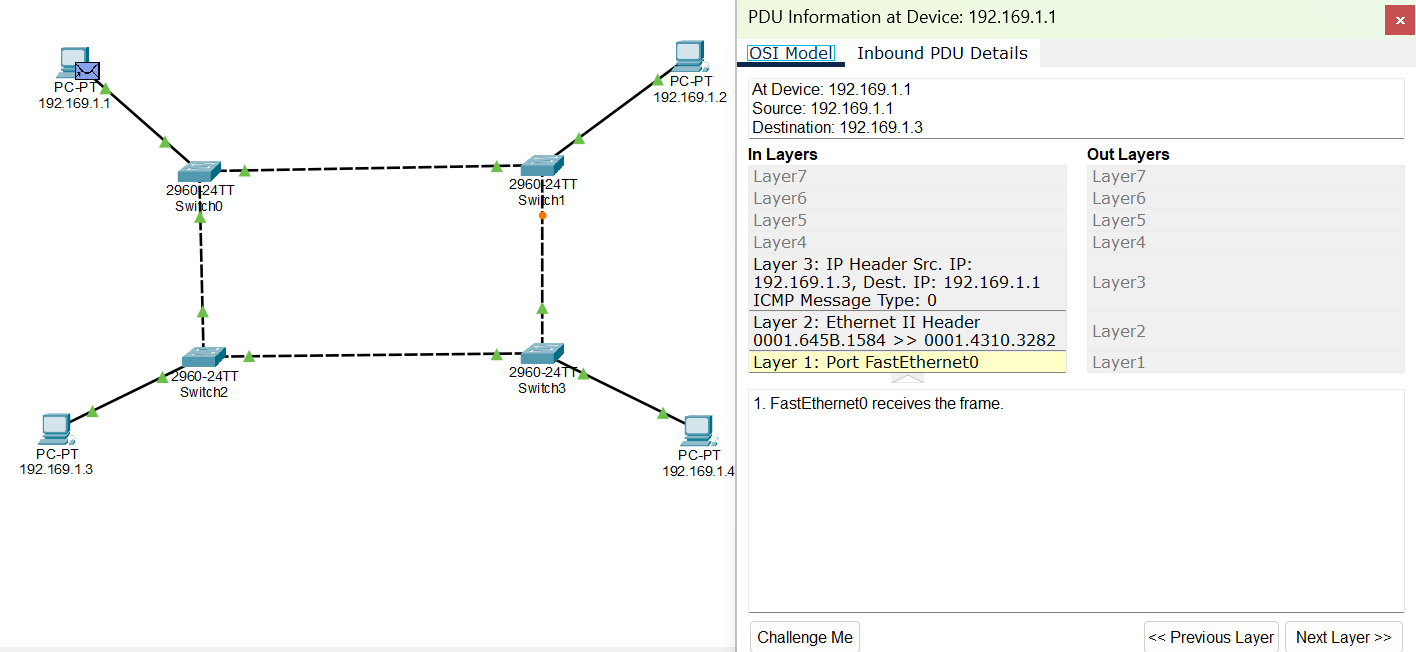 PC-PT
192.169.1.1
PC-PT
192.169.1.2
2960-24TT
Switch0
2960-24TT
Switch1
2960-24TT
Switch2
2960-24TT
Switch3
PC-PT
192.169.1.3
PC-PT
192.169.1.4
PDU Information at Device: 192.169.1.1
x
OSI Model
Inbound PDU Details
At Device: 192.169.1.1
Source: 192.169.1.1
Destination: 192.169.1.3
In Layers
Layer7
Layer6
Layer5
Layer4
Layer 3: IP Header Src. IP:
192.169.1.3, Dest. IP: 192.169.1.1
ICMP Message Type: 0
Layer 2: Ethernet II Header
0001.645B.1584 >> 0001.4310.3282
Layer 1: Port FastEthernet0
Out Layers
Layer7
Layer6
Layer5
Layer4
Layer3
Layer2
Layer1
1. FastEthernet0 receives the frame.
Challenge Me
<< Previous Layer
Next Layer >>